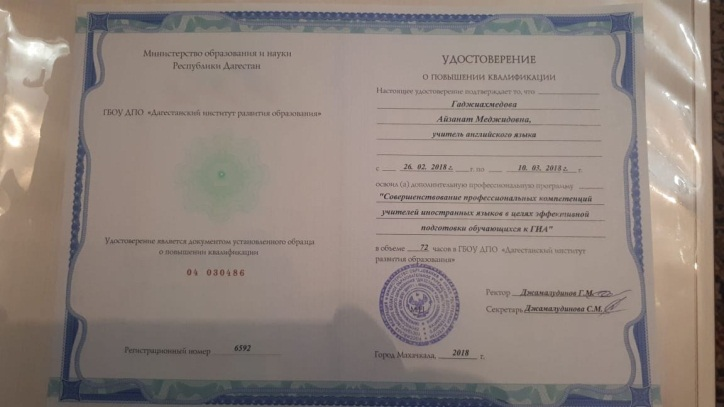 Министерство образования и науки
Республики Дагестан
ГБОУ ДПО «Дагестанский институт развития образования»
Удостоверение является документом установленного образца
о повышении квалификации
04 030486
Регистрационный номер 6592
УДОСТОВЕРЕНИЕ
О ПОВЫШЕНИИ КВАЛИФИКАЦИИ
Настоящее удостоверение подтверждает то, что
Гаджиахмедова
Айзанат Меджидовна,
учитель английского языка
с 26. 02. 2018 г. г по 10. 03. 2018г. г.
освоил (а) дополнительную профессиональную программу
"Совершенствование профессиональных компетенций
учителей иностранных языков в целях эффективной
подготовки обучающихся к ГИА"
в объеме 72 часов в ГБОУ ДПО «Дагестанский институт
развития образования»
Ректор Джамалудинов Г.М.
Секретарь Джамалудинова С.М.
Город Махачкала, 2018 г.